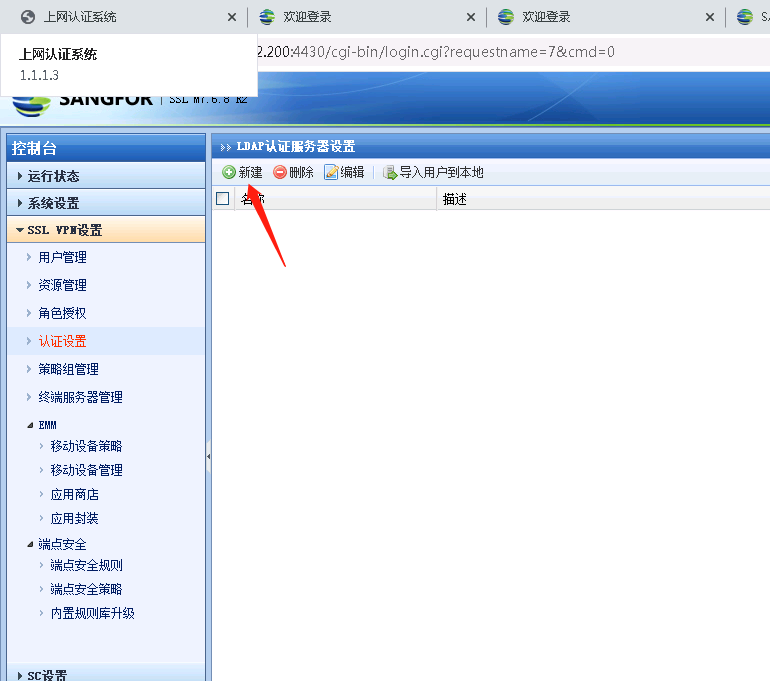 上网认证系统
欢迎登录
欢迎登录
上网认证系统
1.1.1.3
2.200:4430/cgi-bin/login.cgi?requestname=7&cmd=0
SANGFOR SSL M7.6.8 R2
控制台
运行状态
系统设置
SSL VPN设置
用户管理
资源管理
角色授权
认证设置
策略组管理
终端服务器管理
EMM
移动设备策略
移动设备管理
应用商店
应用封装
端点安全
端点安全规则
端点安全策略
内置规则库升级
SC设置
LDAP认证服务器设置
新建 删除 编辑 导入用户到本地
名称 描述